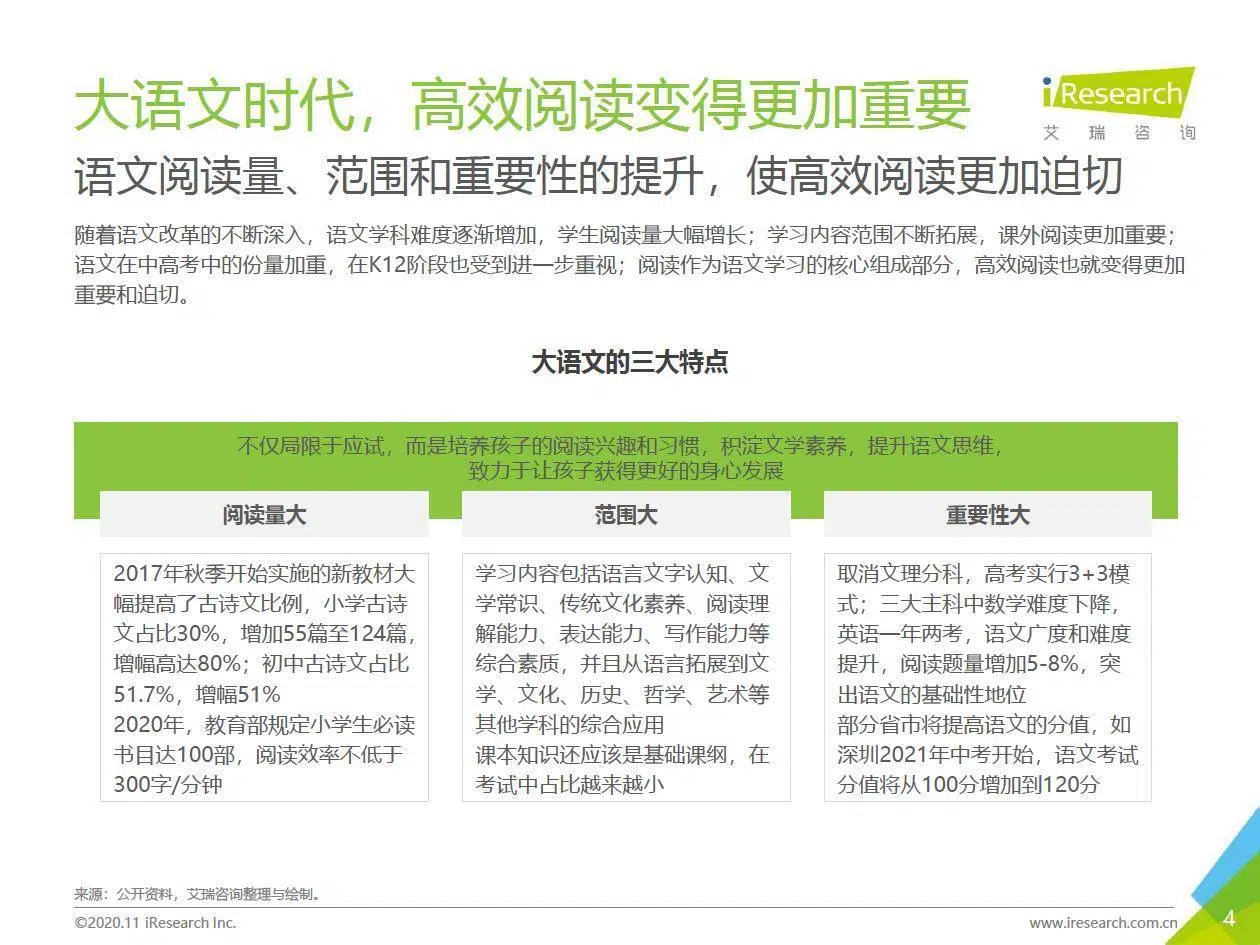 大语文时代，高效阅读变得更加重要
iResearch
艾瑞咨询
语文阅读量、范围和重要性的提升，使高效阅读更加迫切
随着语文改革的不断深入，语文学科难度逐渐增加，学生阅读量大幅增长；学习内容范围不断拓展，课外阅读更加重要；
语文在中高考中的份量加重，在K12阶段也受到进一步重视；阅读作为语文学习的核心组成部分，高效阅读也就变得更加
重要和迫切。
大语文的三大特点
不仅局限于应试，而是培养孩子的阅读兴趣和习惯，积淀文学素养，提升语文思维，
致力于让孩子获得更好的身心发展
阅读量大
2017年秋季开始实施的新教材大
幅提高了古诗文比例，小学古诗
文占比30%，增加55篇至124篇，
增幅高达80%；初中古诗文占比
51.7%，增幅51%
2020年，教育部规定小学生必读
书目达100部，阅读效率不低于
300字/分钟
范围大
学习内容包括语言文字认知、文
学常识、传统文化素养、阅读理
解能力、表达能力、写作能力等
综合素质，并且从语言拓展到文
学、文化、历史、哲学、艺术等
其他学科的综合应用
课本知识还应该是基础课纲，在
考试中占比越来越小
重要性大
取消文理分科，高考实行3+3模
式；三大主科中数学难度下降，
英语一年两考，语文广度和难度
提升，阅读题量增加5-8%，突
出语文的基础性地位
部分省市将提高语文的分值，如
深圳2021年中考开始，语文考试
分值将从100分增加到120分
来源：公开资料，艾瑞咨询整理与绘制。
©2020.11 iResearch Inc.
www.iresearch.com.cn
4